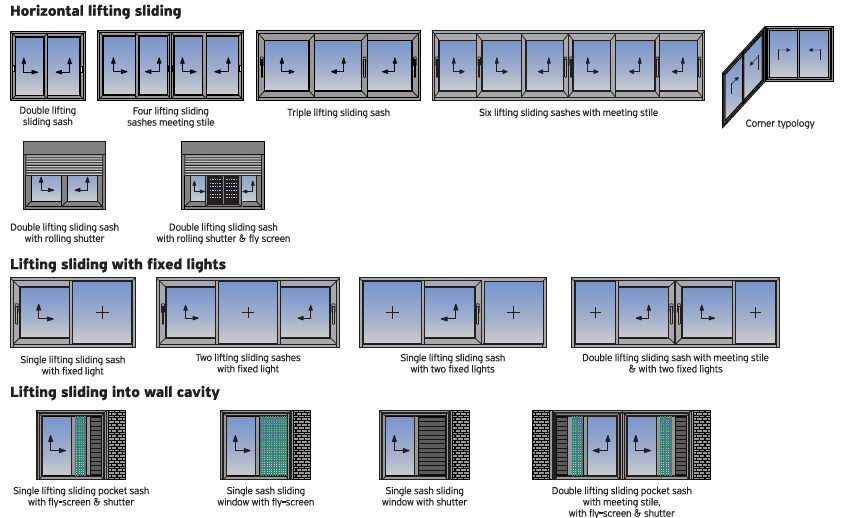 Horizontal lifting sliding
Double lifting
sliding sash
Four lifting sliding
sashes meeting stile
Triple lifting sliding sash
Six lifting sliding sashes with meeting stile
Corner typology
Double lifting sliding sash
with rolling shutter
Double lifting sliding sash
with rolling shutter & fly screen
Lifting sliding with fixed lights
Single lifting sliding sash
with fixed light
Two lifting sliding sashes
with fixed light
Single lifting sliding sash
with two fixed lights
Double lifting sliding sash with meeting stile
& with two fixed lights
Lifting sliding into wall cavity
Single lifting sliding pocket sash
with fly-screen & shutter
Single sash sliding
window with fly-screen
Single sash sliding
window with shutter
Double lifting sliding pocket sash
with meeting stile,
with fly-screen & shutter